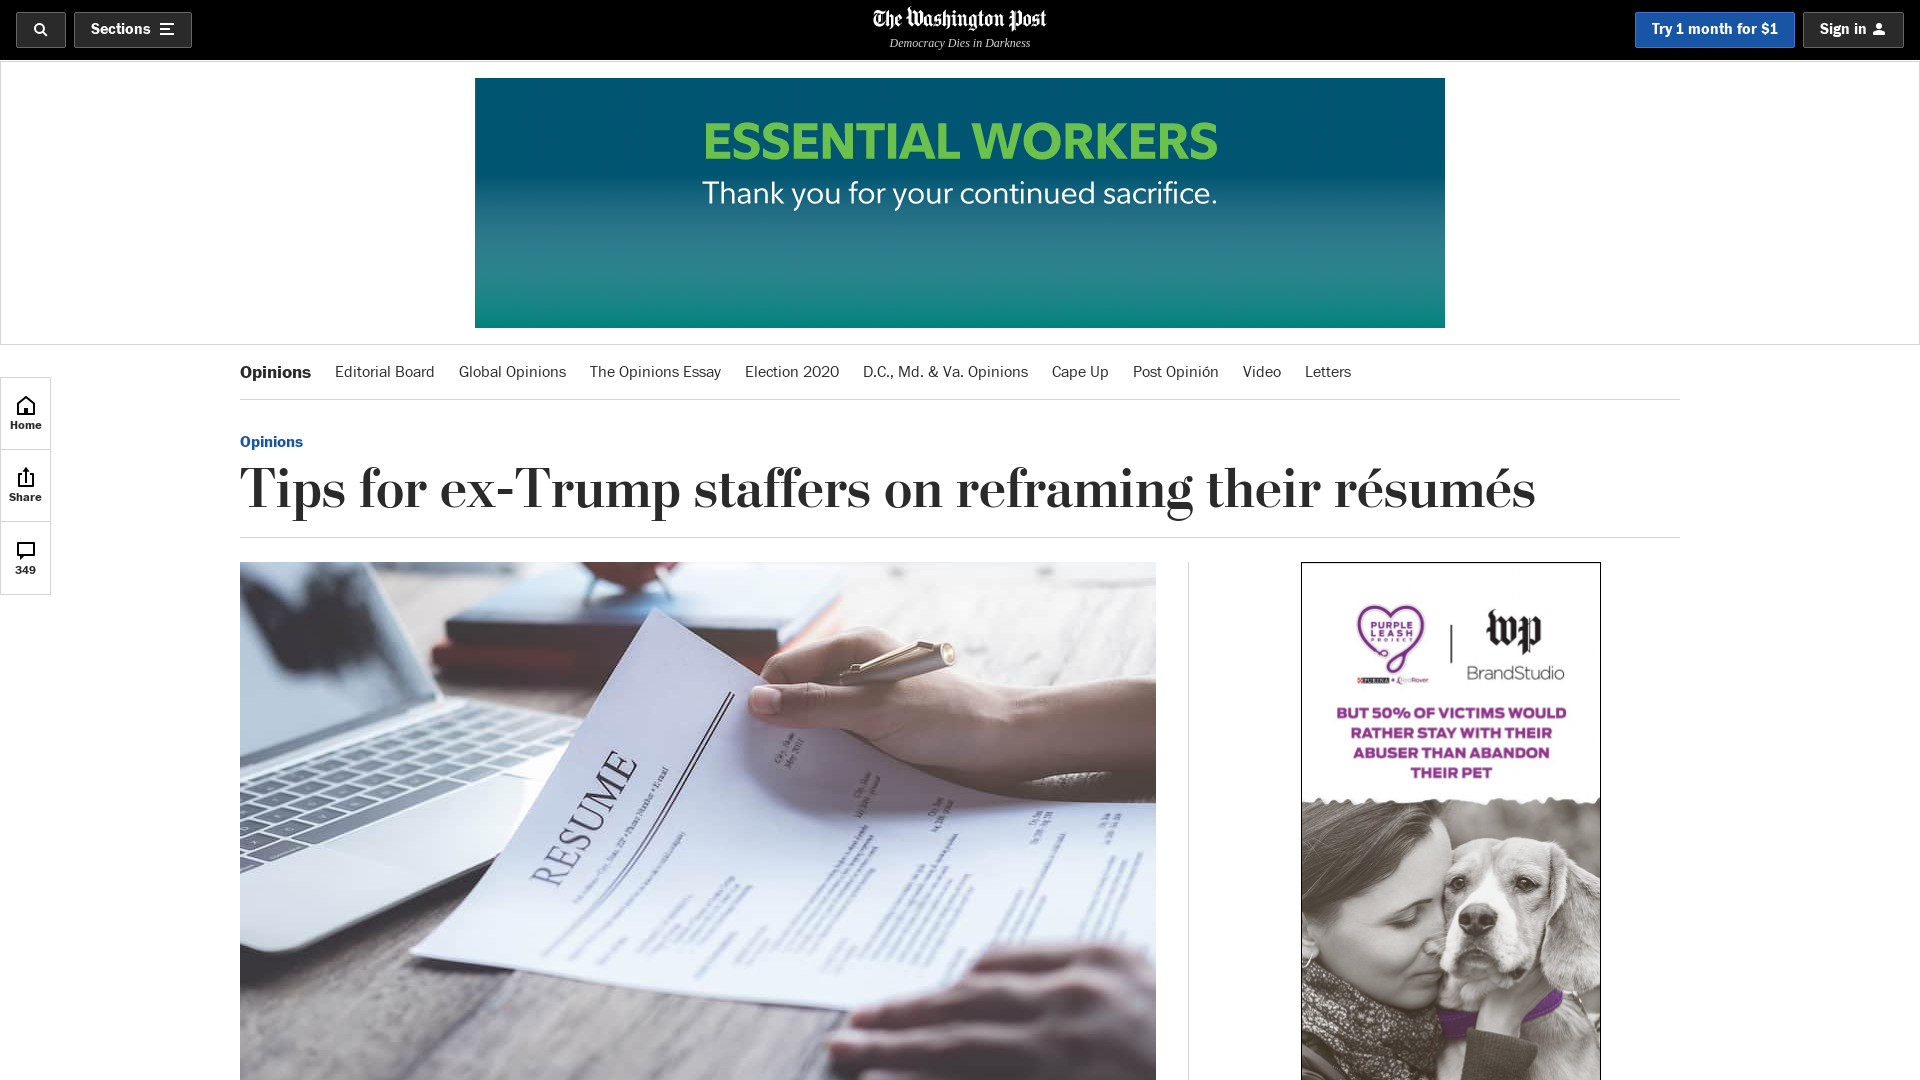 Sections
The Washington Post
Democracy Dies in Darkness
Try 1 month for $1
Sign in
ESSENTIAL WORKERS
Thank you for your continued sacrifice.
Opinions
Editorial Board
Global Opinions
The Opinions Essay
Election 2020
D.C., Md. & Va. Opinions
Cape Up
Post Opinión
Video
Letters
Home
Share
349
Opinions
Tips for ex-Trump staffers on reframing their résumés
RESUME
PURPLE
LEASH
PROJECT
PURINA
wp
BrandStudio
BUT 50% OF VICTIMS WOULD
RATHER STAY WITH THEIR
ABUSER THAN ABANDON
THEIR PET